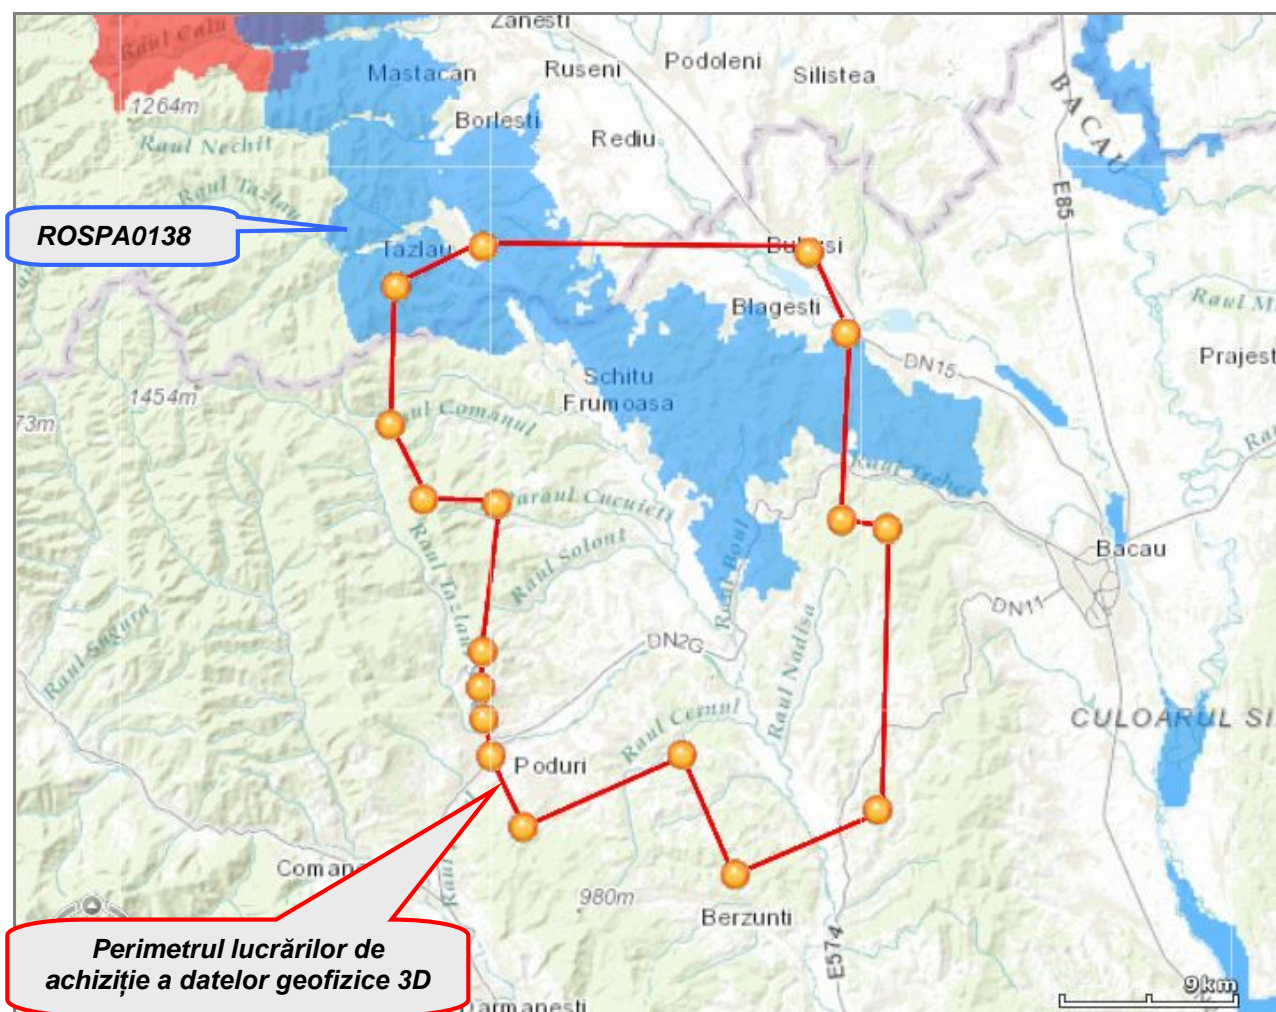 Zanesti
Raul Calu
Mastacan
Ruseni
Podoleni
Silistea
1264m
Borlesti
Rediu
BACAU
Raul Nechit
Raul Tazlau
E85
ROSPA0138
Tazlau
Buhusi
Blagesti
Raul
DN15
Prajest
Schitu
Frumoasa
1454m
73m
Raul Comanul
Raul Trebes
Paraul Cucuieti
Raul Solont
Raul Tazlau
Bacau
DN11
Raul Sugura
DN2G
Raul Nadisa
Raul Cernul
CULOARUL SI
Poduri
Coman
980m
Berzunti
E574
Perimetrul lucrărilor de
achiziție a datelor geofizice 3D
9km
Darmanesti